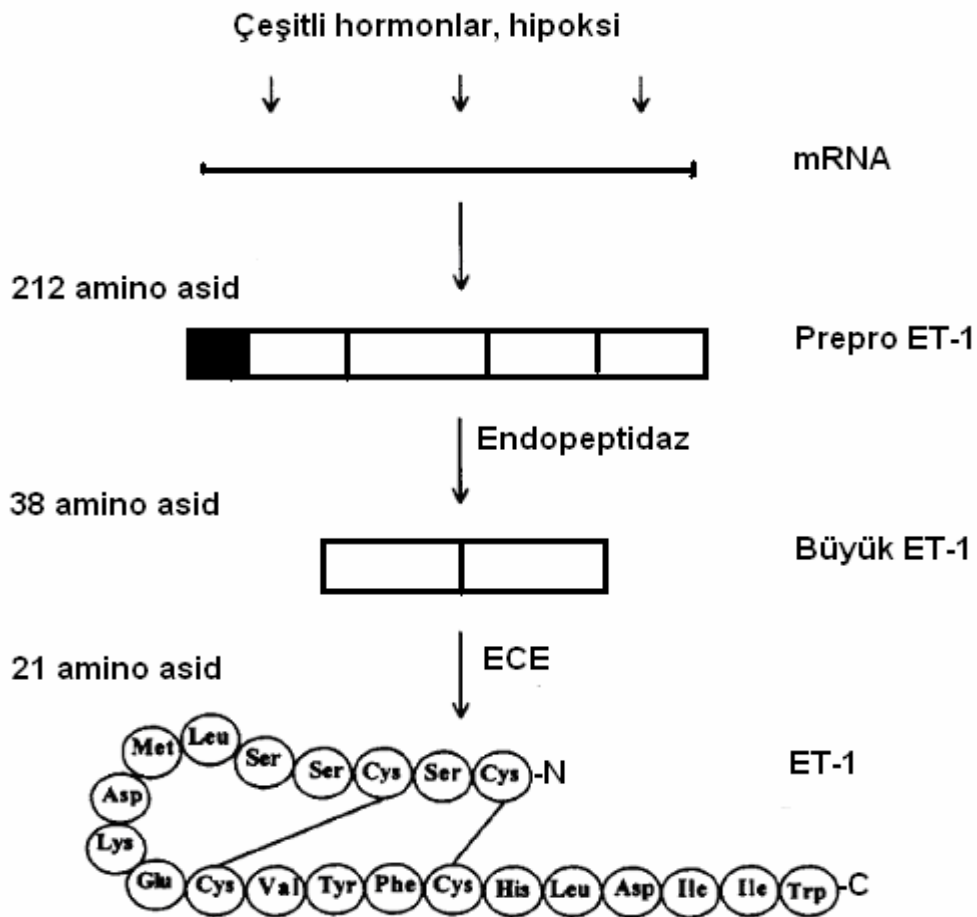 Çeşitli hormonlar, hipoksi
mRNA
212 amino asid
Prepro ET-1
Endopeptidaz
38 amino asid
Büyük ET-1
21 amino asid
ECE
Met Leu Ser Ser Cys Ser Cys -N
ET-1
Asp
Lys
Glu Cys Val Tyr Phe Cys His Leu Asp Ile Ile Trp -C